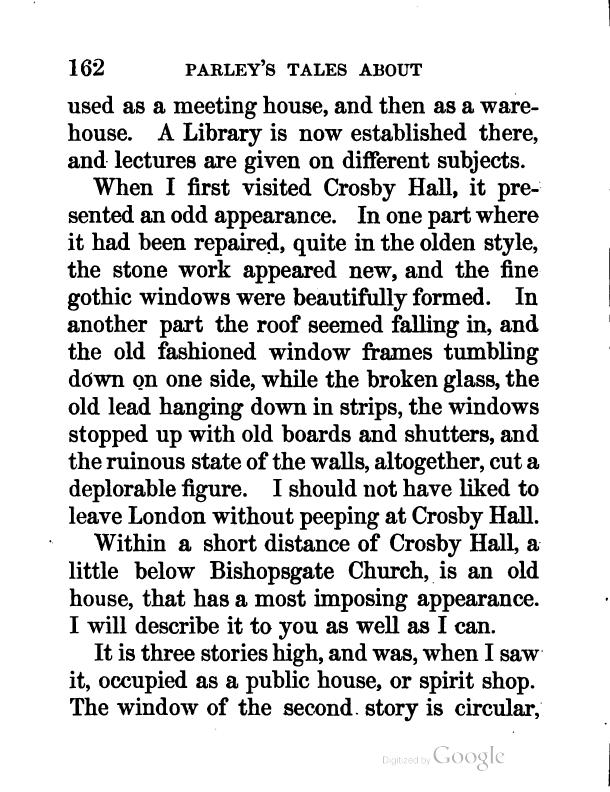 162 PARLEY'S TALES ABOUT
used as a meeting house, and then as a ware-
house. A Library is now established there,
and lectures are given on different subjects.
When I first visited Crosby Hall, it pre-
sented an odd appearance. In one part where
it had been repaired, quite in the olden style,
the stone work appeared new, and the fine
gothic windows were beautifully formed. In
another part the roof seemed falling in, and
the old fashioned window frames tumbling
down on one side, while the broken glass, the
old lead hanging down in strips, the windows
stopped up with old boards and shutters, and
the ruinous state of the walls, altogether, cut a
deplorable figure. I should not have liked to
leave London without peeping at Crosby Hall.
Within a short distance of Crosby Hall, a
little below Bishopsgate Church, is an old
house, that has a most imposing appearance.
I will describe it to you as well as I can.
It is three stories high, and was, when I saw
it, occupied as a public house, or spirit shop.
The window of the second story is circular,
Digitized by Google